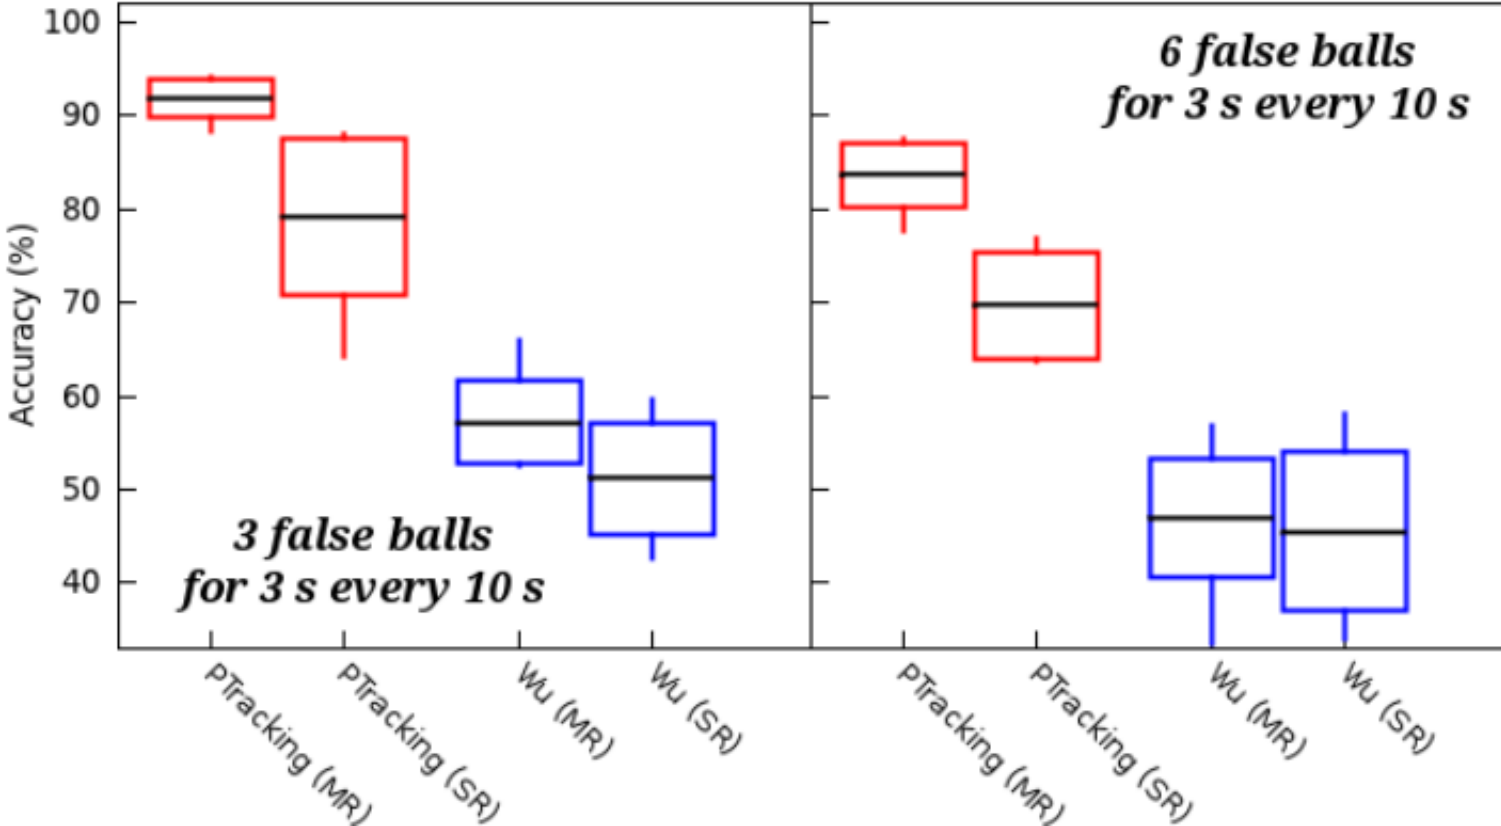 100
90
80
70
60
50
40
Accuracy (%)
3 false balls
for 3 s every 10 s
6 false balls
for 3 s every 10 s
PTracking (MR)
PTracking (SR)
Wu (MR)
Wu (SR)
PTracking (MR)
PTracking (SR)
Wu (MR)
Wu (SR)